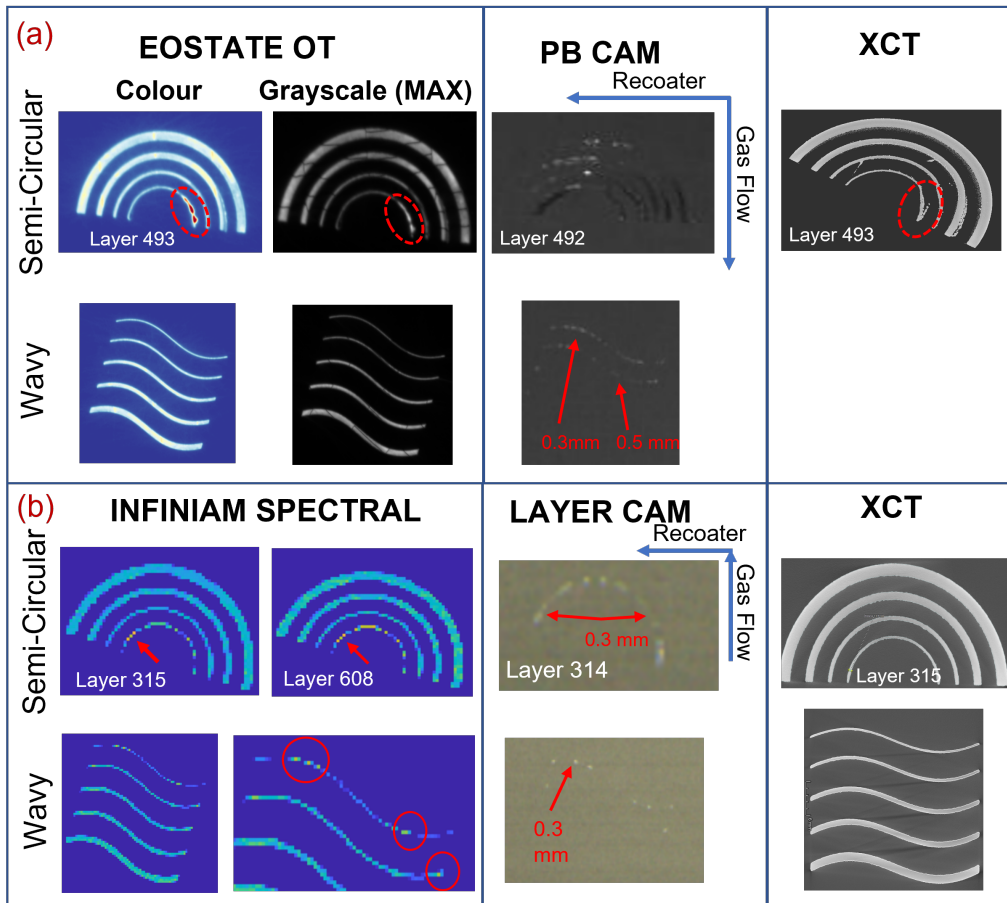 (a)
EOSTATE OT
PB CAM
XCT
Colour
Grayscale (MAX)
Recoater
Gas Flow
Semi-Circular
Layer 493
Layer 492
Layer 493
Wavy
0.3mm
0.5 mm
(b)
INFINIAM SPECTRAL
LAYER CAM
XCT
Recoater
Gas Flow
Semi-Circular
Layer 315
Layer 608
0.3 mm
Layer 314
Layer 315
Wavy
0.3
mm